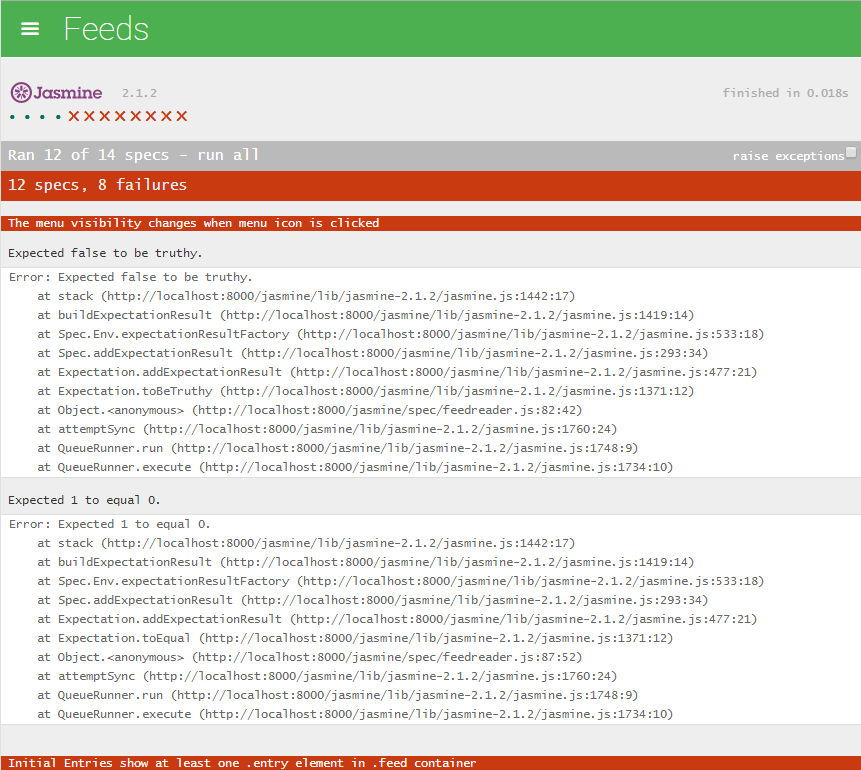 Feeds
Jasmine 2.1.2 finished in 0.018s
• • • • × × × × × × × ×
Ran 12 of 14 specs - run all raise exceptions
12 specs, 8 failures
The menu visibility changes when menu icon is clicked
Expected false to be truthy.
Error: Expected false to be truthy.
    at stack (http://localhost:8000/jasmine/lib/jasmine-2.1.2/jasmine.js:1442:17)
    at buildExpectationResult (http://localhost:8000/jasmine/lib/jasmine-2.1.2/jasmine.js:1419:14)
    at Spec.Env.expectationResultFactory (http://localhost:8000/jasmine/lib/jasmine-2.1.2/jasmine.js:533:18)
    at Spec.addExpectationResult (http://localhost:8000/jasmine/lib/jasmine-2.1.2/jasmine.js:293:34)
    at Expectation.addExpectationResult (http://localhost:8000/jasmine/lib/jasmine-2.1.2/jasmine.js:477:21)
    at Expectation.toBeTruthy (http://localhost:8000/jasmine/lib/jasmine-2.1.2/jasmine.js:1371:12)
    at Object.<anonymous> (http://localhost:8000/jasmine/spec/feedreader.js:82:42)
    at attemptSync (http://localhost:8000/jasmine/lib/jasmine-2.1.2/jasmine.js:1760:24)
    at QueueRunner.run (http://localhost:8000/jasmine/lib/jasmine-2.1.2/jasmine.js:1748:9)
    at QueueRunner.execute (http://localhost:8000/jasmine/lib/jasmine-2.1.2/jasmine.js:1734:10)
Expected 1 to equal 0.
Error: Expected 1 to equal 0.
    at stack (http://localhost:8000/jasmine/lib/jasmine-2.1.2/jasmine.js:1442:17)
    at buildExpectationResult (http://localhost:8000/jasmine/lib/jasmine-2.1.2/jasmine.js:1419:14)
    at Spec.Env.expectationResultFactory (http://localhost:8000/jasmine/lib/jasmine-2.1.2/jasmine.js:533:18)
    at Spec.addExpectationResult (http://localhost:8000/jasmine/lib/jasmine-2.1.2/jasmine.js:293:34)
    at Expectation.addExpectationResult (http://localhost:8000/jasmine/lib/jasmine-2.1.2/jasmine.js:477:21)
    at Expectation.toEqual (http://localhost:8000/jasmine/lib/jasmine-2.1.2/jasmine.js:1371:12)
    at Object.<anonymous> (http://localhost:8000/jasmine/spec/feedreader.js:87:52)
    at attemptSync (http://localhost:8000/jasmine/lib/jasmine-2.1.2/jasmine.js:1760:24)
    at QueueRunner.run (http://localhost:8000/jasmine/lib/jasmine-2.1.2/jasmine.js:1748:9)
    at QueueRunner.execute (http://localhost:8000/jasmine/lib/jasmine-2.1.2/jasmine.js:1734:10)
Initial Entries show at least one .entry element in .feed container